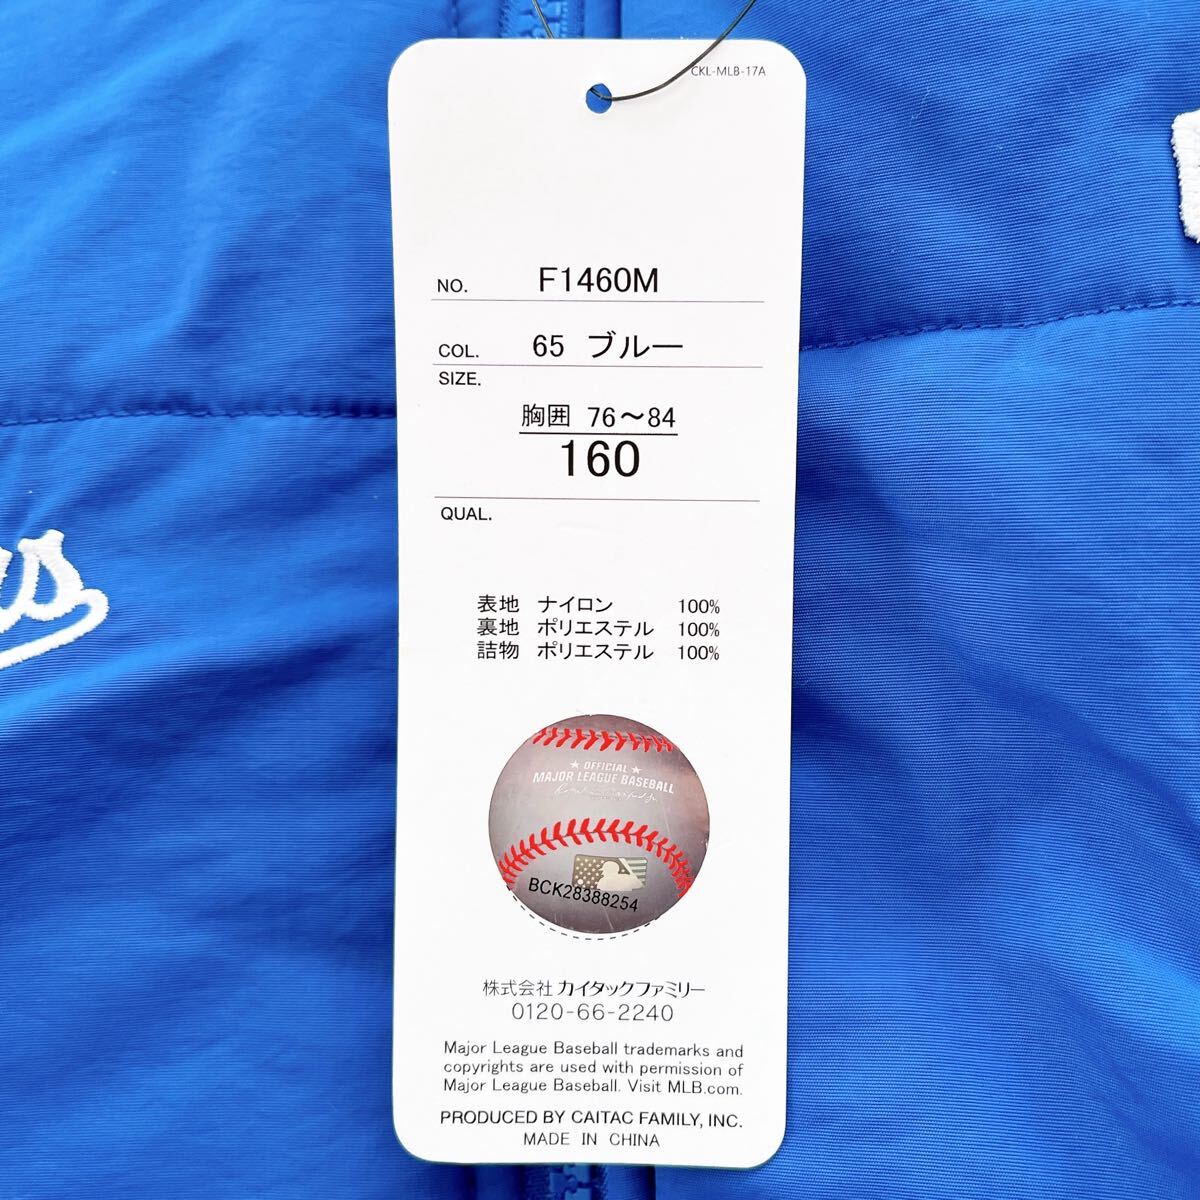 CKL-MLB-17A
NO. F1460M
COL. 65 ブルー
SIZE.
胸囲 76～84
160
QUAL.
表地 ナイロン 100%
裏地 ポリエステル 100%
詰物 ポリエステル 100%
OFFICIAL
MAJOR LEAGUE BASEBALL
BCK28388254
株式会社 カイタックファミリー
0120-66-2240
Major League Baseball trademarks and
copyrights are used with permission of
Major League Baseball. Visit MLB.com.
PRODUCED BY CAITAC FAMILY, INC.
MADE IN CHINA